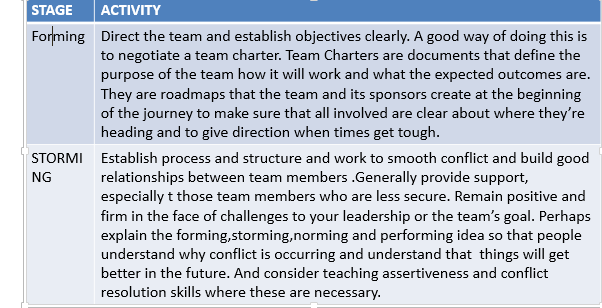 STAGE ACTIVITY
Forming Direct the team and establish objectives clearly. A good way of doing this is
to negotiate a team charter. Team Charters are documents that define the
purpose of the team how it will work and what the expected outcomes are.
They are roadmaps that the team and its sponsors create at the beginning
of the journey to make sure that all involved are clear about where they’re
heading and to give direction when times get tough.
STORMI Establish process and structure and work to smooth conflict and build good
NG relationships between team members .Generally provide support,
especially t those team members who are less secure. Remain positive and
firm in the face of challenges to your leadership or the team’s goal. Perhaps
explain the forming,storming,norming and performing idea so that people
understand why conflict is occurring and understand that things will get
better in the future. And consider teaching assertiveness and conflict
resolution skills where these are necessary.